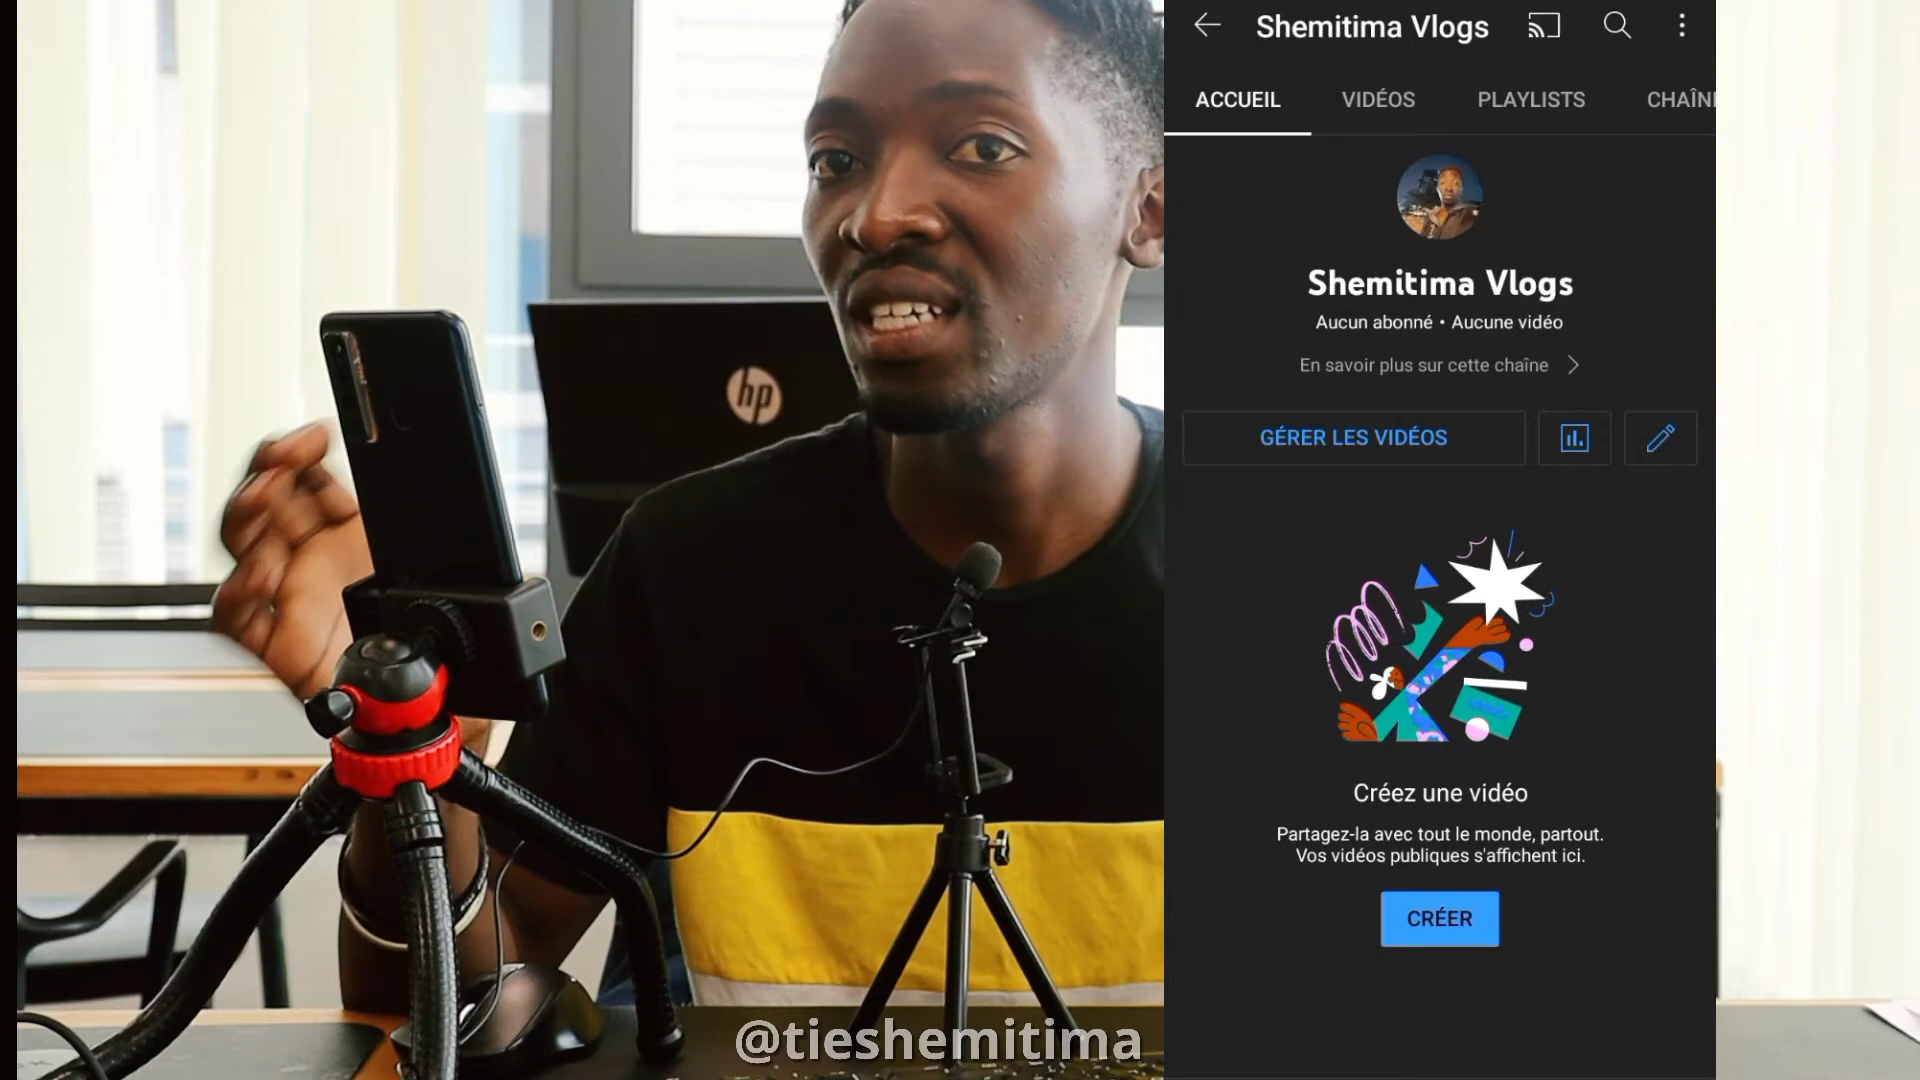 Shemitima Vlogs
ACCUEIL VIDÉOS PLAYLISTS CHAÎN
Shemitima Vlogs
Aucun abonné • Aucune vidéo
En savoir plus sur cette chaîne
GÉRER LES VIDÉOS
Créez une vidéo
Partagez-la avec tout le monde, partout.
Vos vidéos publiques s'affichent ici.
CRÉER
hp
@tieshemitima